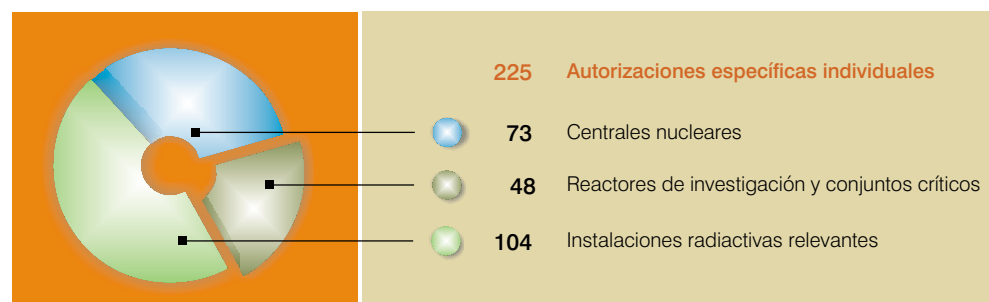 225 Autorizaciones específicas individuales
73 Centrales nucleares
48 Reactores de investigación y conjuntos críticos
104 Instalaciones radiactivas relevantes